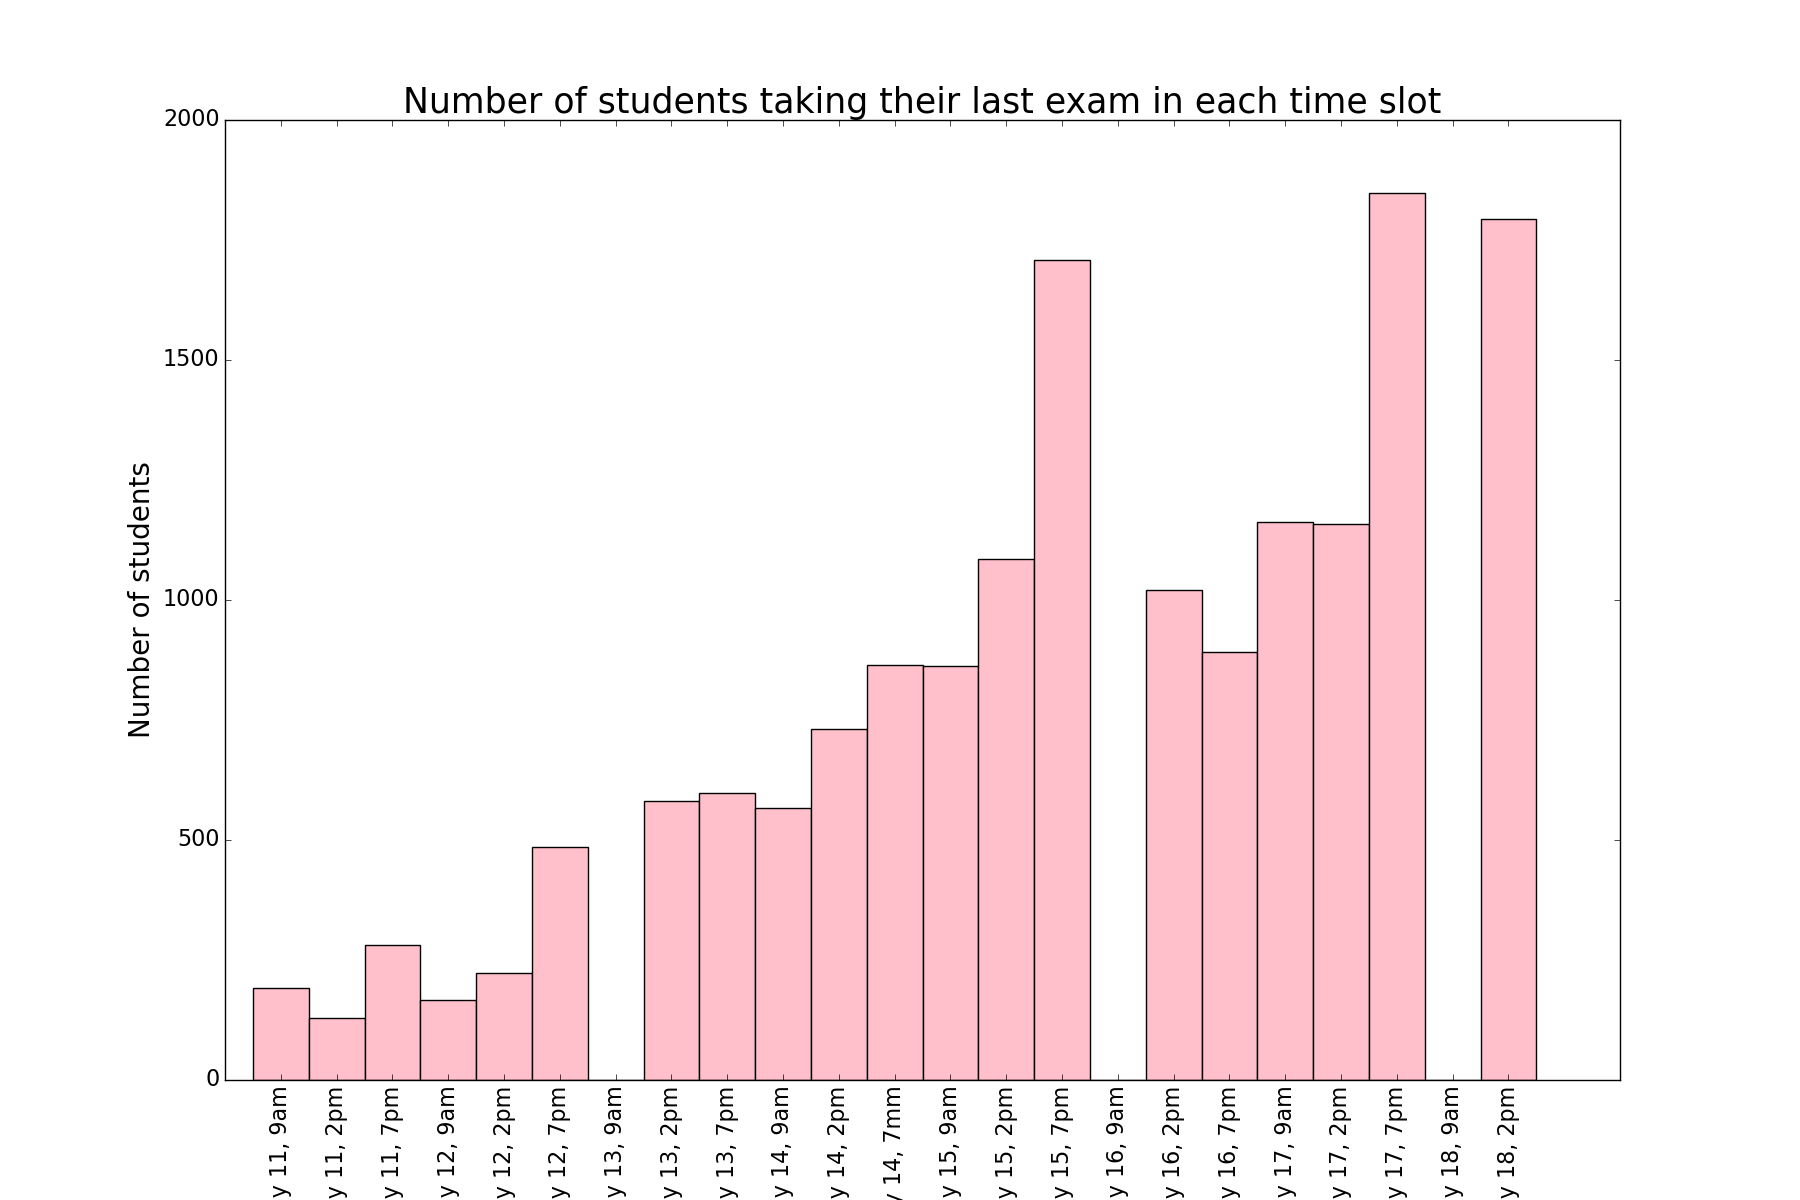 Number of students taking their last exam in each time slot
Number of students
2000
1500
1000
500
0
y 11, 9am
y 11, 2pm
y 11, 7pm
y 12, 9am
y 12, 2pm
y 12, 7pm
y 13, 9am
y 13, 2pm
y 13, 7pm
y 14, 9am
y 14, 2pm
y 14, 7mm
y 15, 9am
y 15, 2pm
y 15, 7pm
y 16, 9am
y 16, 2pm
y 16, 7pm
y 17, 9am
y 17, 2pm
y 17, 7pm
y 18, 9am
y 18, 2pm